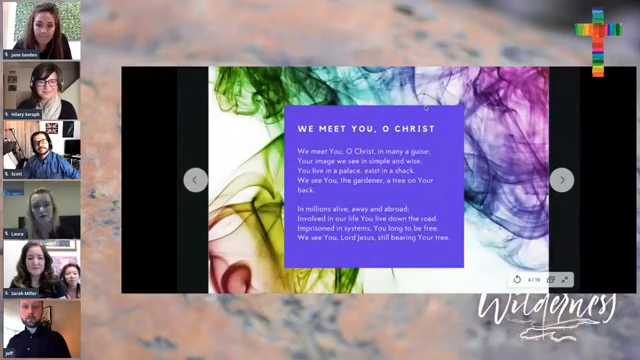 Jane Sanden
Hilary Seraph
Scott
Laura
Sarah Miller
Jeff
WE MEET YOU, O CHRIST
We meet You, O Christ, in many a guise:
Your image we see in simple and wise.
You live in a palace, exist in a shack.
We see You, the gardener, a tree on Your
back.
In millions alive, away and abroad;
Involved in our life You live down the road.
Imprisoned in systems, You long to be free.
We see You, Lord Jesus, still bearing Your tree.
4 / 16
Wilderness